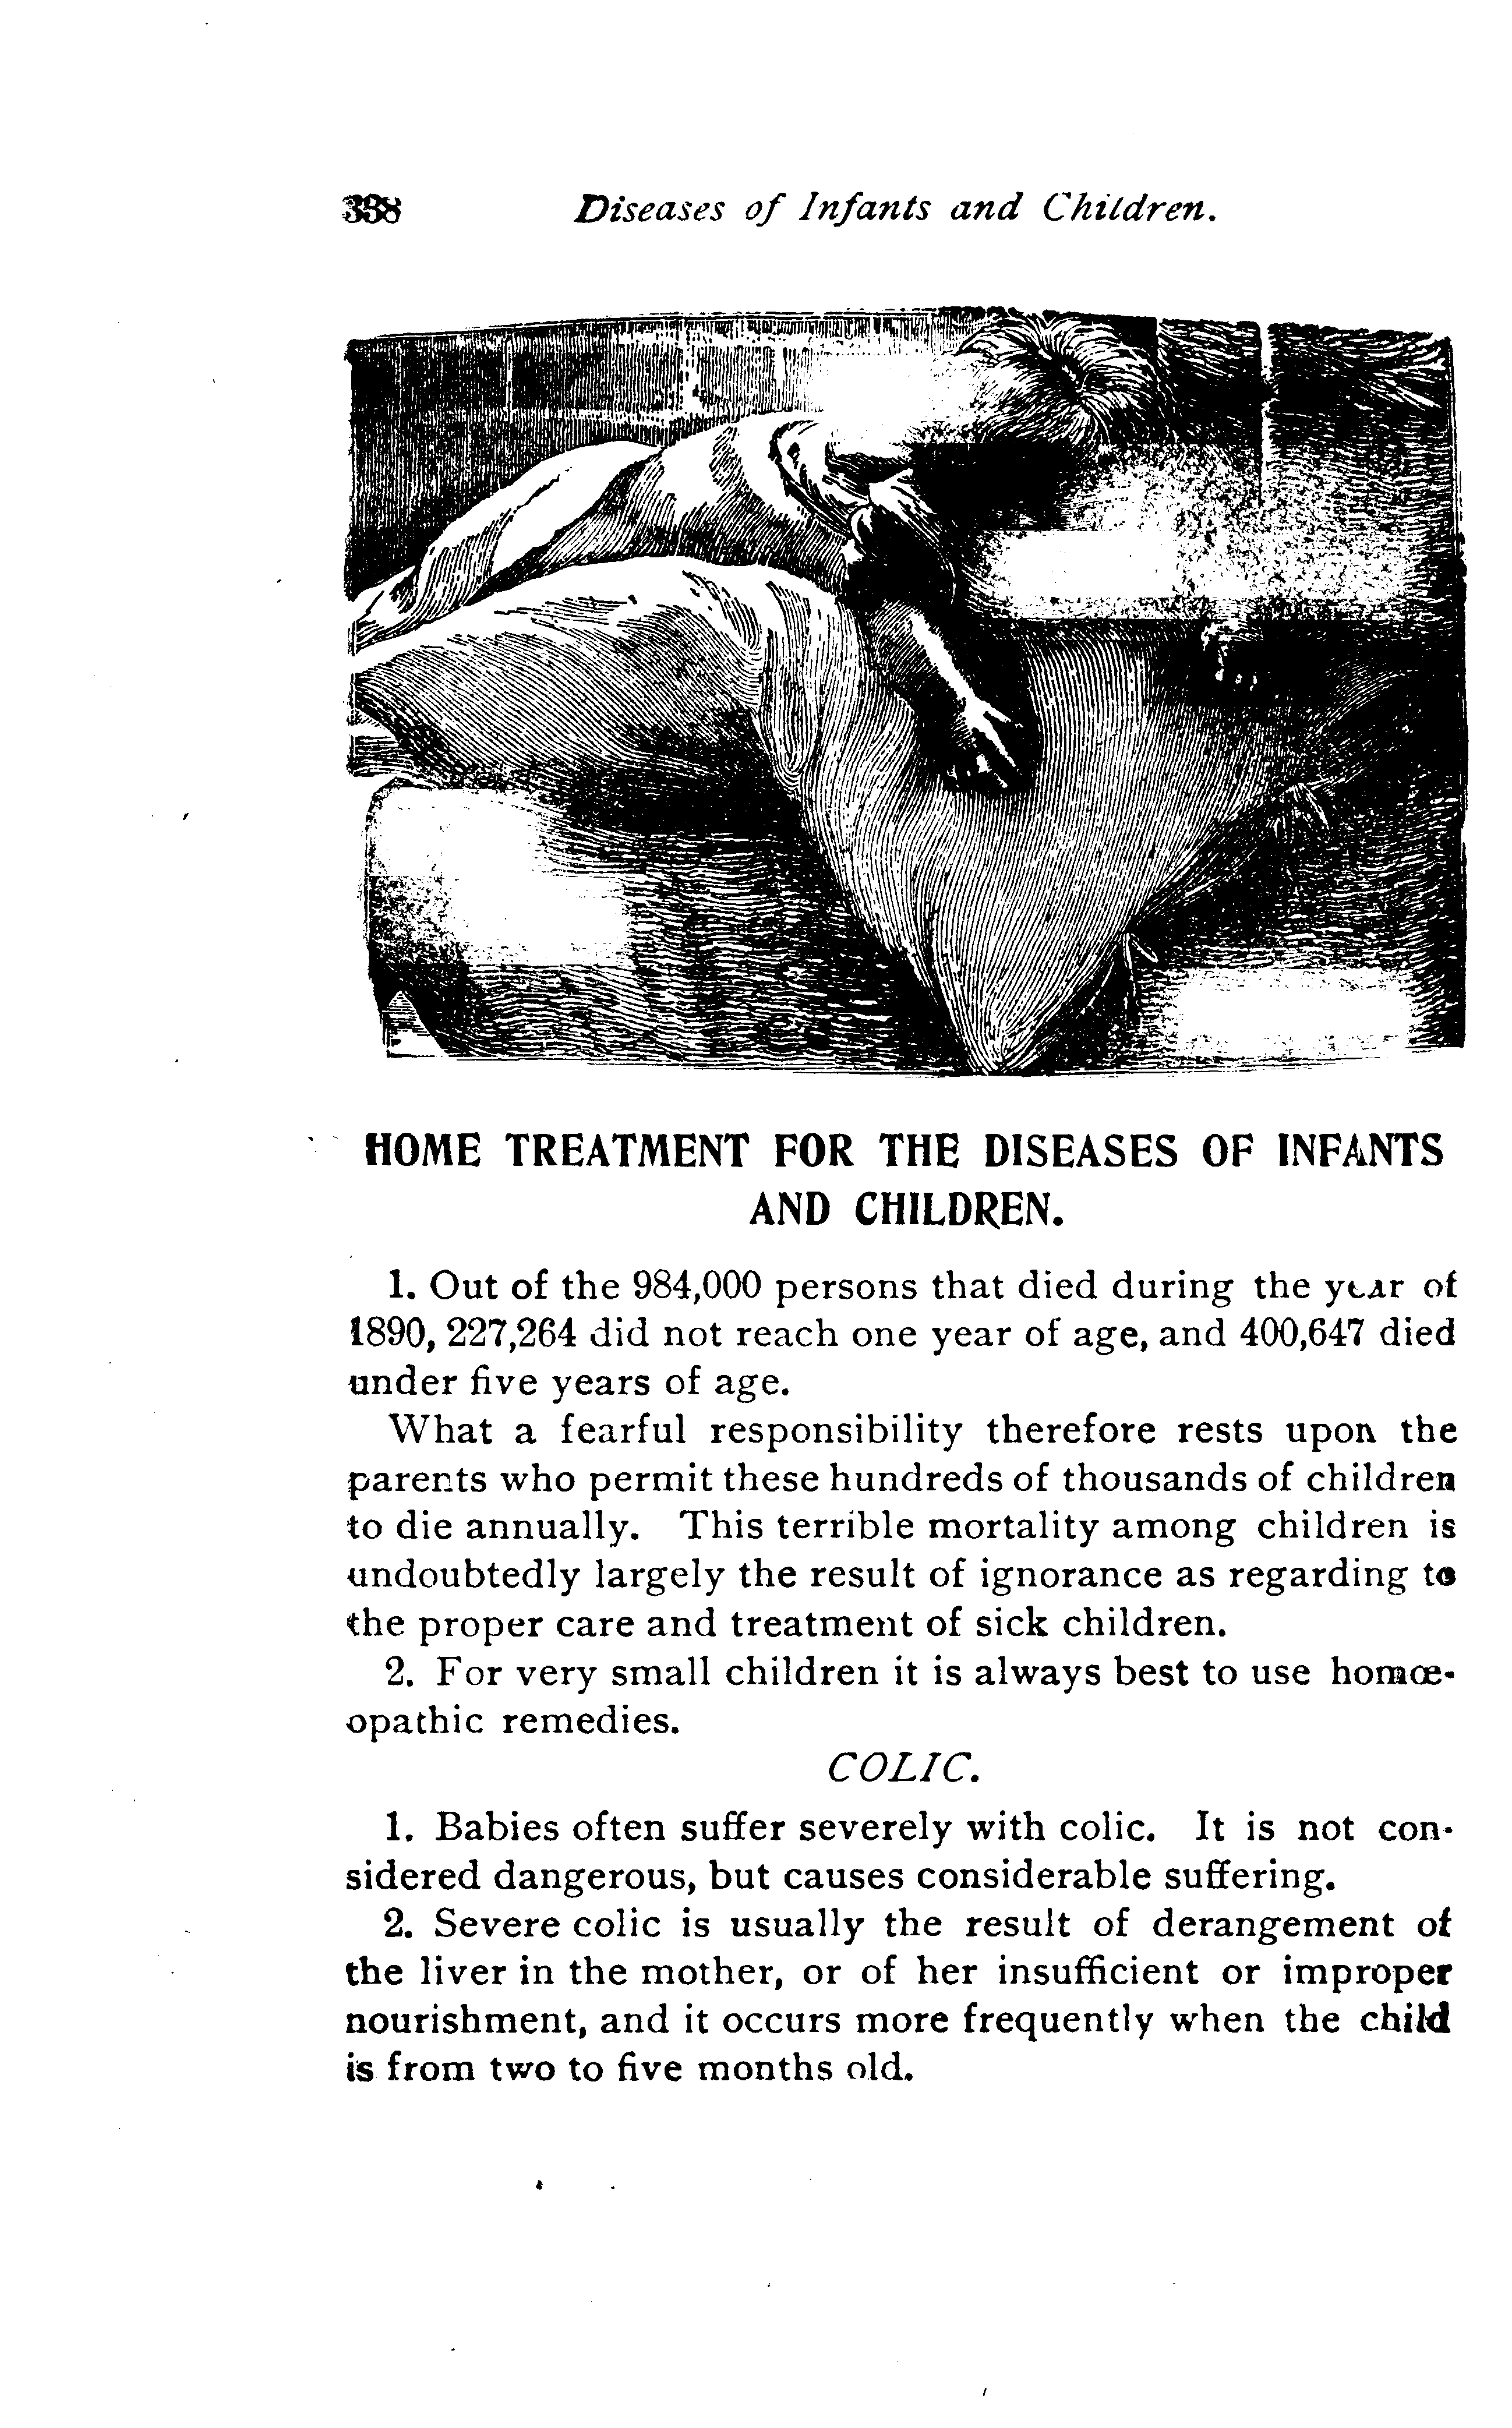 338 Diseases of Infants and Children.
HOME TREATMENT FOR THE DISEASES OF INFANTS
AND CHILDREN.
1. Out of the 984,000 persons that died during the year of
1890, 227,264 did not reach one year of age, and 400,647 died
under five years of age.
What a fearful responsibility therefore rests upon the
parents who permit these hundreds of thousands of children
to die annually. This terrible mortality among children is
undoubtedly largely the result of ignorance as regarding to
the proper care and treatment of sick children.
2. For very small children it is always best to use homœ-
opathic remedies.
COLIC.
1. Babies often suffer severely with colic. It is not con-
sidered dangerous, but causes considerable suffering.
2. Severe colic is usually the result of derangement of
the liver in the mother, or of her insufficient or improper
nourishment, and it occurs more frequently when the child
is from two to five months old.